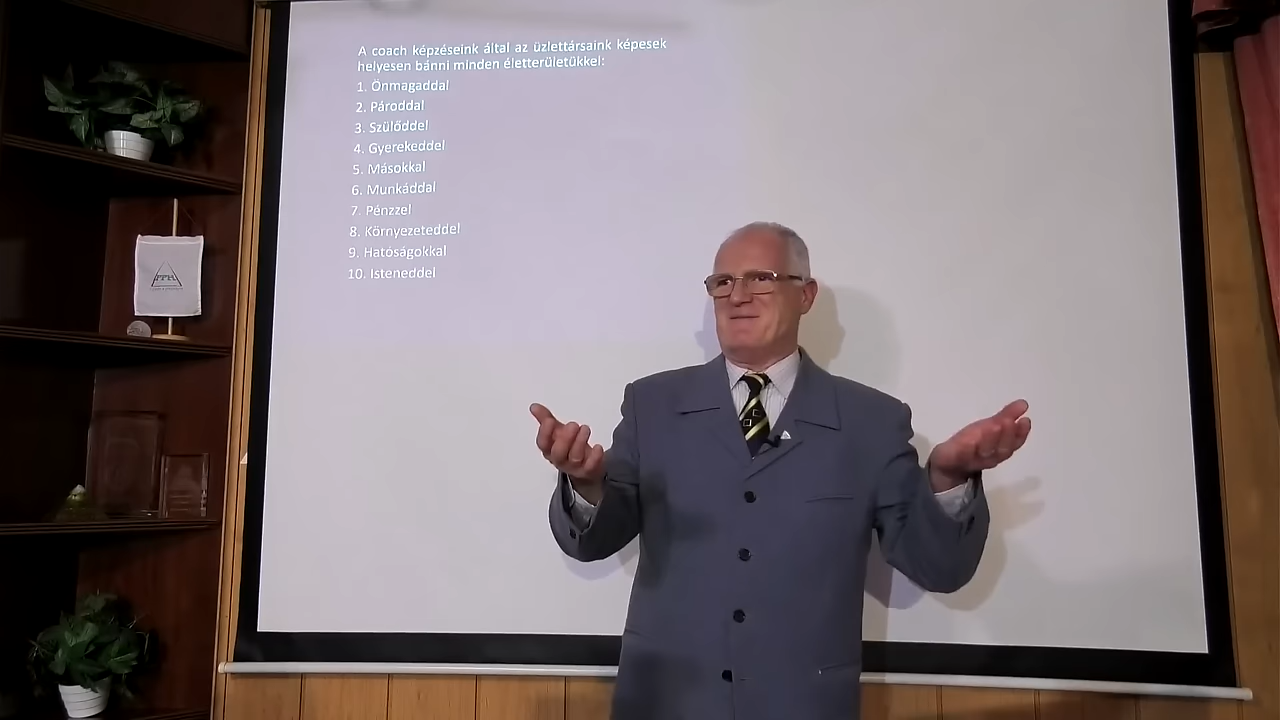 A coach képzéseink által az üzlettársaink képesek
helyesen bánni minden életterületükkel:
1. Önmagaddal
2. Pároddal
3. Szülőddel
4. Gyerekeddel
5. Másokkal
6. Munkáddal
7. Pénzzel
8. Környezeteddel
9. Hatóságokkal
10. Isteneddel